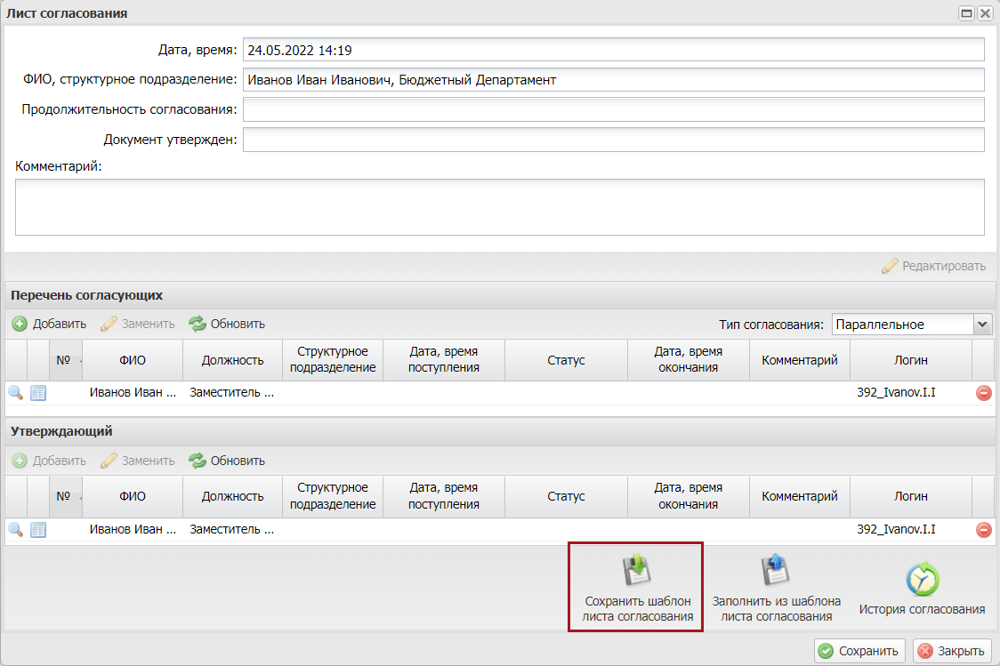 Лист согласования
Дата, время: 24.05.2022 14:19
ФИО, структурное подразделение: Иванов Иван Иванович, Бюджетный Департамент
Продолжительность согласования:
Документ утвержден:
Комментарий:
Редактировать
Перечень согласующих
Добавить Заменить Обновить Тип согласования: Параллельное
№ ФИО Должность Структурное подразделение Дата, время поступления Статус Дата, время окончания Комментарий Логин
Иванов Иван ... Заместитель ... 392_Ivanov.I.I
Утверждающий
Добавить Заменить Обновить
№ ФИО Должность Структурное подразделение Дата, время поступления Статус Дата, время окончания Комментарий Логин
Иванов Иван ... Заместитель ... 392_Ivanov.I.I
Сохранить шаблон листа согласования
Заполнить из шаблона листа согласования
История согласования
Сохранить Закрыть